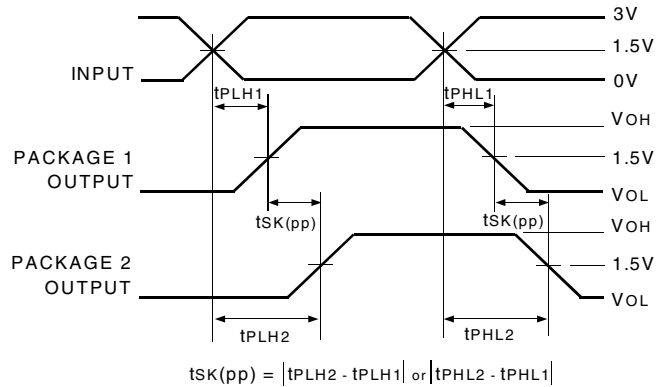 3V
1.5V
INPUT
0V
tPLH1
tPHL1
VOH
PACKAGE 1
OUTPUT
1.5V
VOL
tSK(pp)
tSK(pp)
VOH
PACKAGE 2
OUTPUT
1.5V
VOL
tPLH2
tPHL2
tSK(pp) = |tPLH2 - tPLH1| or |tPHL2 - tPHL1|